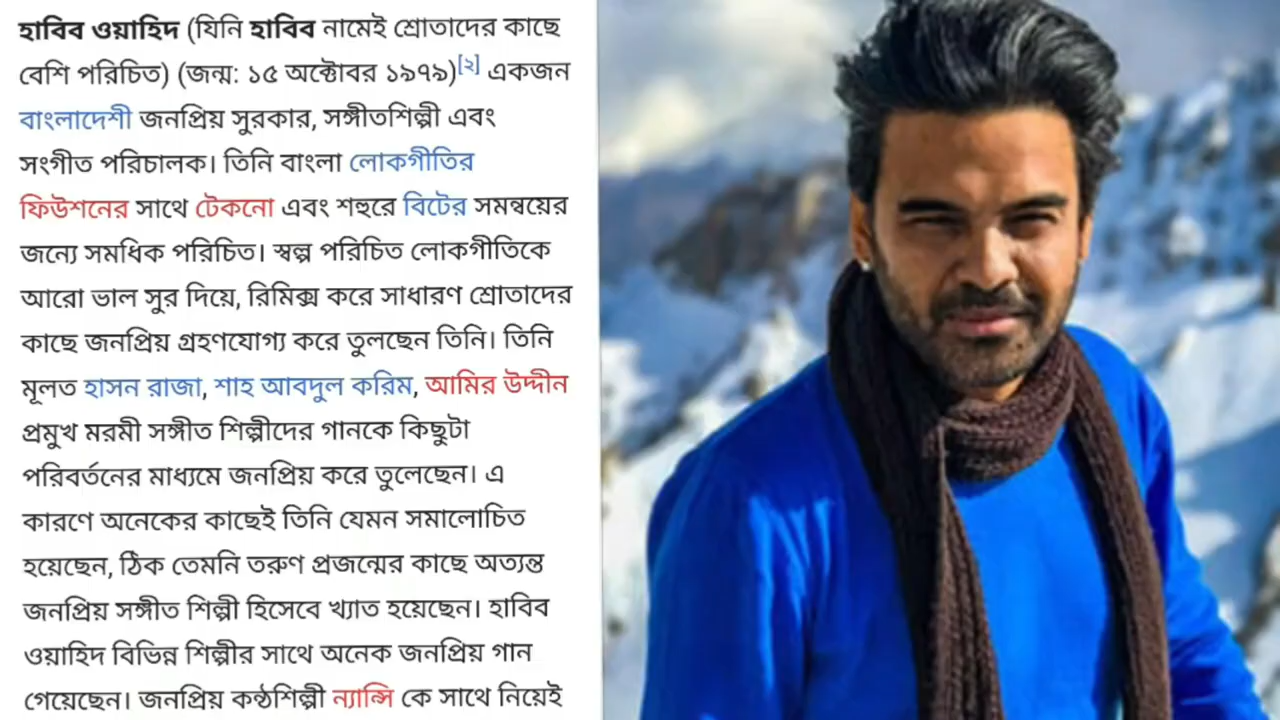 হাবিব ওয়াহিদ (যিনি হাবিব নামেই শ্রোতাদের কাছে
বেশি পরিচিত) (জন্ম: ১৫ অক্টোবর ১৯৭৯)[২] একজন
বাংলাদেশী জনপ্রিয় সুরকার, সঙ্গীতশিল্পী এবং
সংগীত পরিচালক। তিনি বাংলা লোকগীতির
ফিউশনের সাথে টেকনো এবং শহুরে বিটের সমন্বয়ের
জন্যে সমধিক পরিচিত। স্বল্প পরিচিত লোকগীতিকে
আরো ভাল সুর দিয়ে, রিমিক্স করে সাধারণ শ্রোতাদের
কাছে জনপ্রিয় গ্রহণযোগ্য করে তুলছেন তিনি। তিনি
মূলত হাসন রাজা, শাহ আবদুল করিম, আমির উদ্দীন
প্রমুখ মরমী সঙ্গীত শিল্পীদের গানকে কিছুটা
পরিবর্তনের মাধ্যমে জনপ্রিয় করে তুলেছেন। এ
কারণে অনেকের কাছেই তিনি যেমন সমালোচিত
হয়েছেন, ঠিক তেমনি তরুণ প্রজন্মের কাছে অত্যন্ত
জনপ্রিয় সঙ্গীত শিল্পী হিসেবে খ্যাত হয়েছেন। হাবিব
ওয়াহিদ বিভিন্ন শিল্পীর সাথে অনেক জনপ্রিয় গান
গেয়েছেন। জনপ্রিয় কন্ঠশিল্পী ন্যান্সি কে সাথে নিয়েই